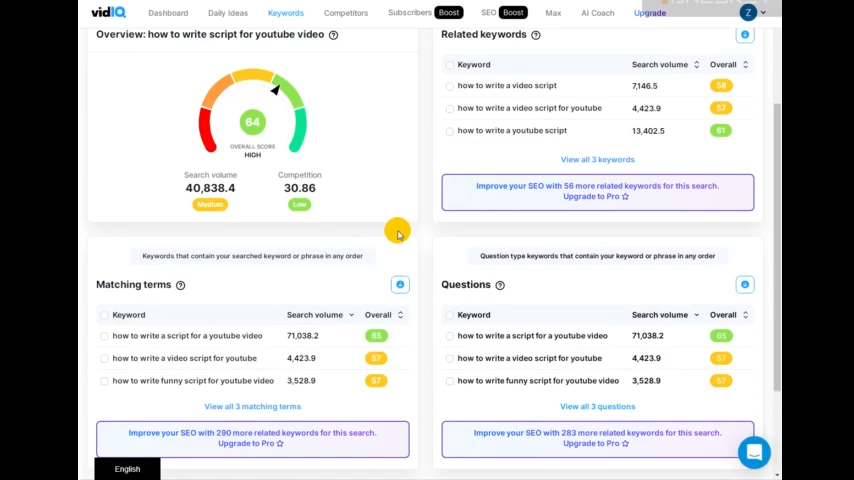 vidIQ Dashboard Daily Ideas Keywords Competitors Subscribers Boost SEO Boost Max AI Coach Upgrade Z
Overview: how to write script for youtube video
64
OVERALL SCORE
HIGH
Search volume Competition
40,838.4 30.86
Medium Low
Related keywords
Keyword Search volume Overall
how to write a video script 7,146.5 58
how to write a video script for youtube 4,423.9 57
how to write a youtube script 13,402.5 61
View all 3 keywords
Improve your SEO with 56 more related keywords for this search.
Upgrade to Pro
Keywords that contain your searched keyword or phrase in any order
Matching terms
Keyword Search volume Overall
how to write a script for a youtube video 71,038.2 65
how to write a video script for youtube 4,423.9 57
how to write funny script for youtube video 3,528.9 57
View all 3 matching terms
Improve your SEO with 290 more related keywords for this search.
Upgrade to Pro
English
Question type keywords that contain your keyword or phrase in any order
Questions
Keyword Search volume Overall
how to write a script for a youtube video 71,038.2 65
how to write a video script for youtube 4,423.9 57
how to write funny script for youtube video 3,528.9 57
View all 3 questions
Improve your SEO with 283 more related keywords for this search.
Upgrade to Pro